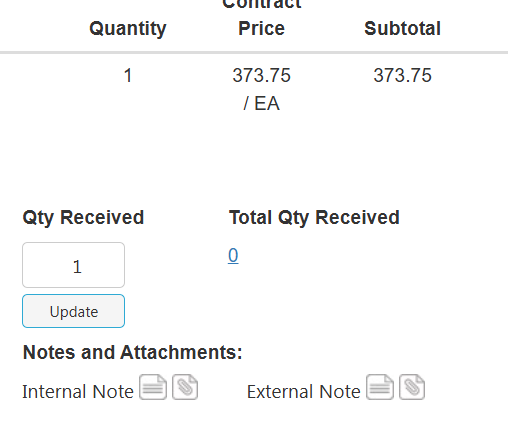 Contract
Quantity Price Subtotal
1 373.75 373.75
/ EA
Qty Received Total Qty Received
1 0
Update
Notes and Attachments:
Internal Note External Note